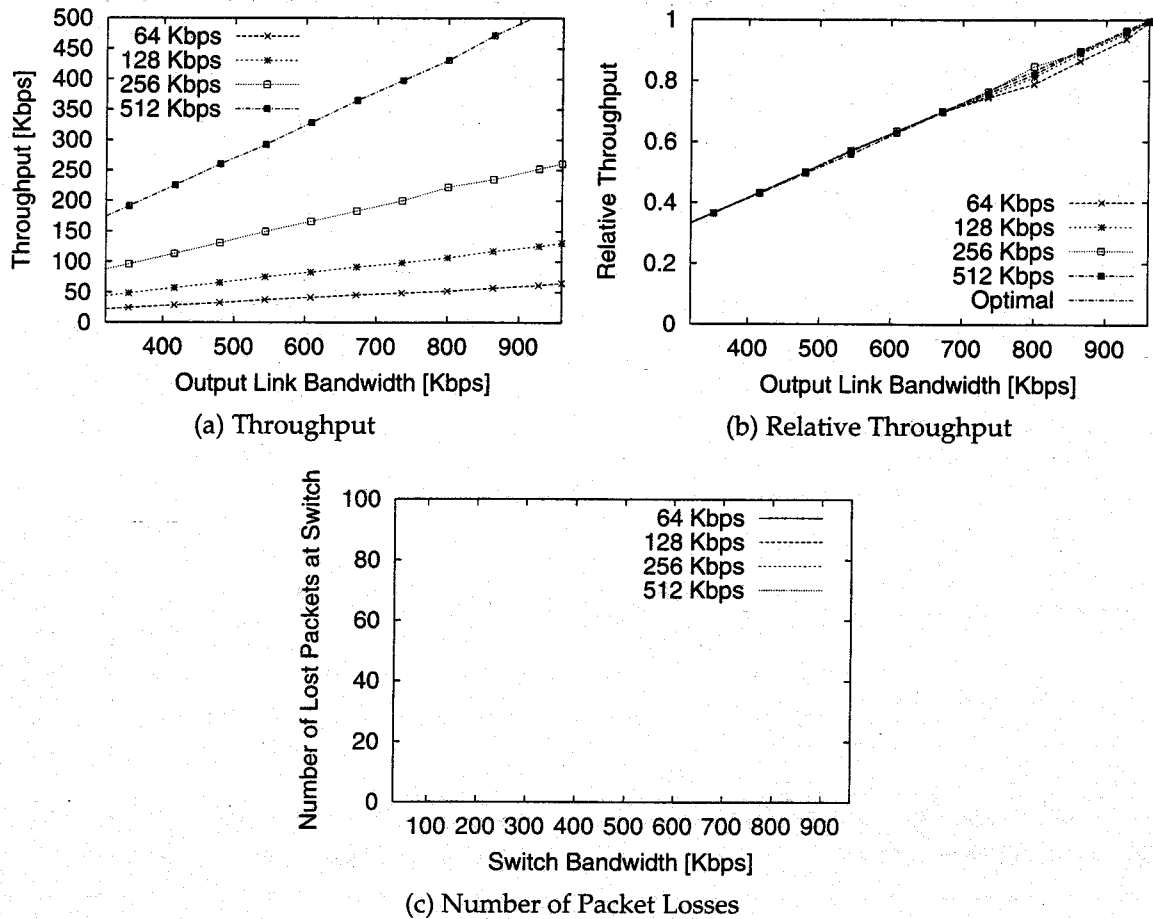 Throughput [Kbps]
500
450
400
350
300
250
200
150
100
50
0
64 Kbps
128 Kbps
256 Kbps
512 Kbps
400 500 600 700 800 900
Output Link Bandwidth [Kbps]
(a) Throughput
Relative Throughput
1
0.8
0.6
0.4
0.2
0
64 Kbps
128 Kbps
256 Kbps
512 Kbps
Optimal
400 500 600 700 800 900
Output Link Bandwidth [Kbps]
(b) Relative Throughput
Number of Lost Packets at Switch
100
80
60
40
20
0
64 Kbps
128 Kbps
256 Kbps
512 Kbps
100 200 300 400 500 600 700 800 900
Switch Bandwidth [Kbps]
(c) Number of Packet Losses